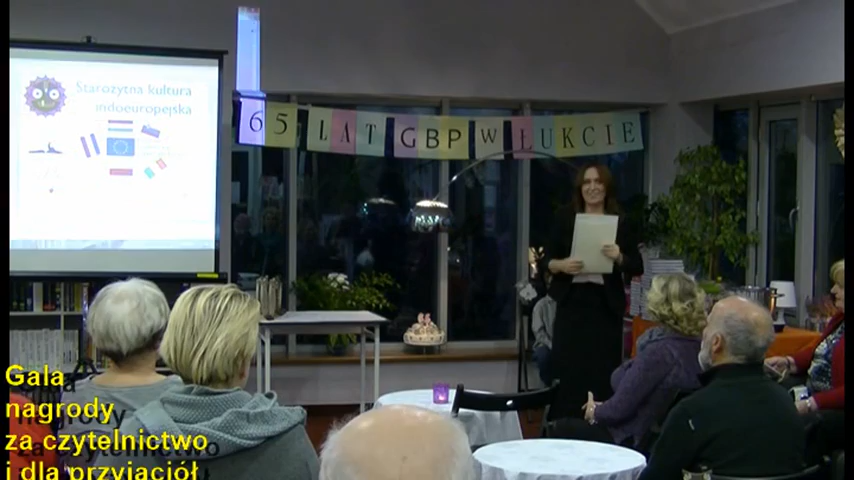 Starożytna kultura
indoeuropejska
65 LAT GBP W ŁUKCIE
Gala
nagrody
za czytelnictwo
i dla przyjaciół